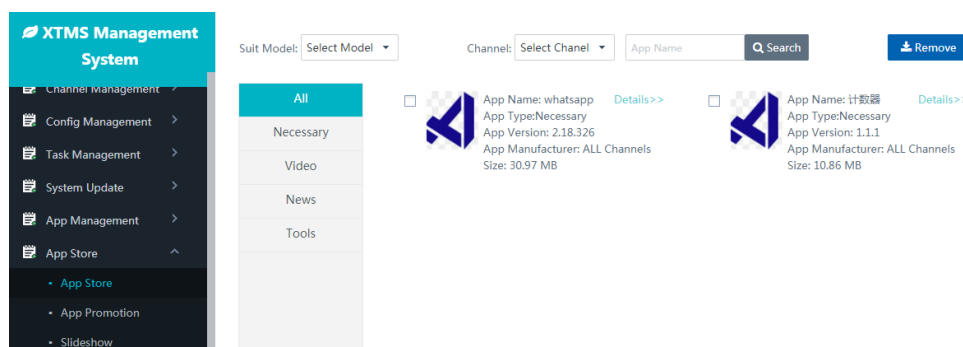 XTMS Management
System
Channel Management
Config Management
Task Management
System Update
App Management
App Store
App Store
App Promotion
Slideshow
Suit Model: Select Model
Channel: Select Chanel
App Name
Search
Remove
All
Necessary
Video
News
Tools
App Name: whatsapp Details>>
App Type:Necessary
App Version: 2.18.326
App Manufacturer: ALL Channels
Size: 30.97 MB
App Name: 计数器 Details>
App Type:Necessary
App Version: 1.1.1
App Manufacturer: ALL Channels
Size: 10.86 MB